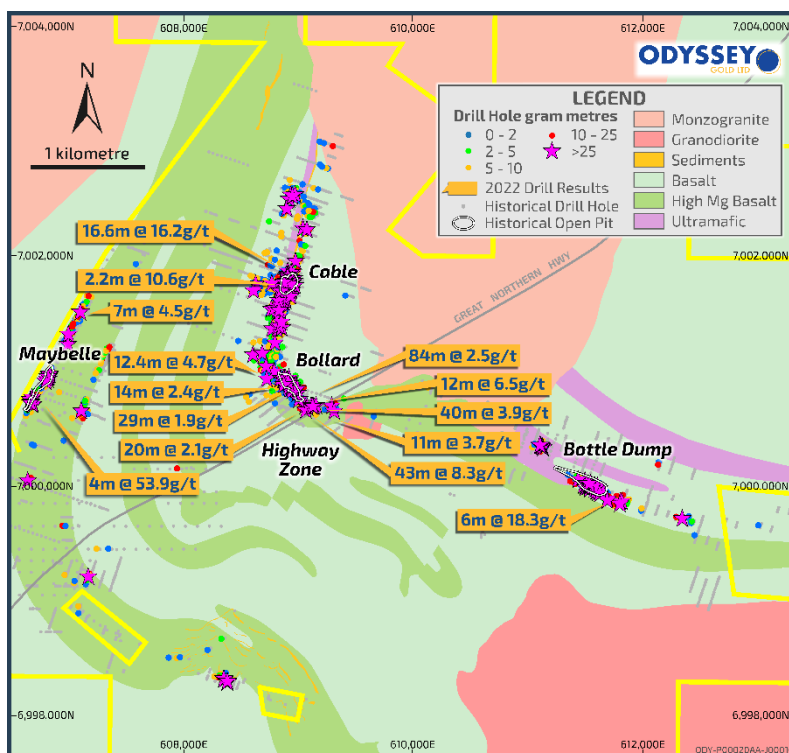 7,004,000N
608,000E
610,000E
612,000E
7,004,000N
ODYSSEY
GOLD LTD
N
1 kilometre
LEGEND
Drill Hole gram metres
0 - 2
10 - 25
2 - 5
>25
5 - 10
2022 Drill Results
Historical Drill Hole
Historical Open Pit
Monzogranite
Granodiorite
Sediments
Basalt
High Mg Basalt
Ultramafic
16.6m @ 16.2g/t
7,002,000N
7,002,000N
2.2m @ 10.6g/t
Cable
GREAT NORTHERN HWY
7m @ 4.5g/t
Maybelle
12.4m @ 4.7g/t
Bollard
84m @ 2.5g/t
14m @ 2.4g/t
12m @ 6.5g/t
29m @ 1.9g/t
40m @ 3.9g/t
20m @ 2.1g/t
11m @ 3.7g/t
Highway
Zone
Bottle Dump
43m @ 8.3g/t
4m @ 53.9g/t
7,000,000N
7,000,000N
6m @ 18.3g/t
6,998,000N
6,998,000N
608,000E
610,000E
612,000E